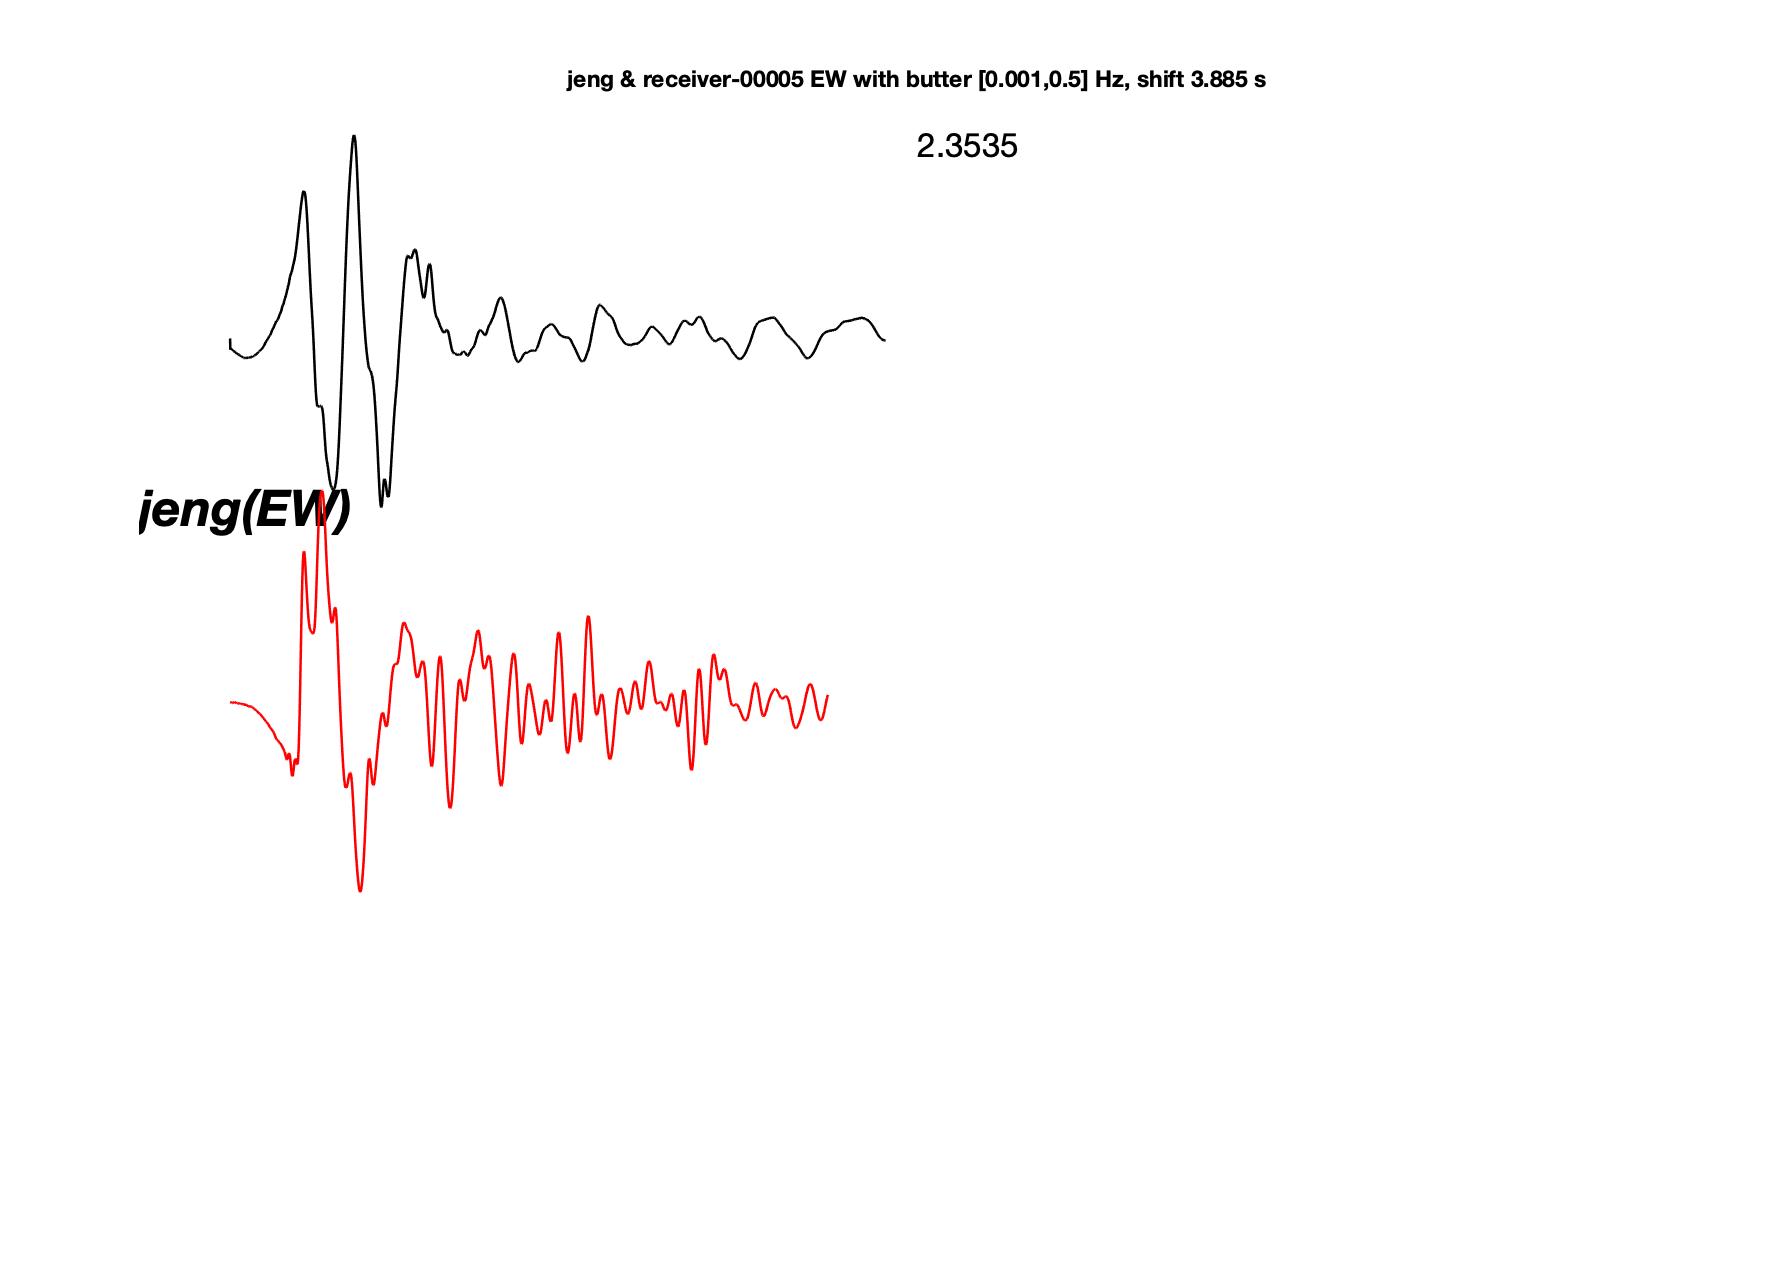 jeng & receiver-00005 EW with butter [0.001,0.5] Hz, shift 3.885 s
2.3535
jeng(EW)